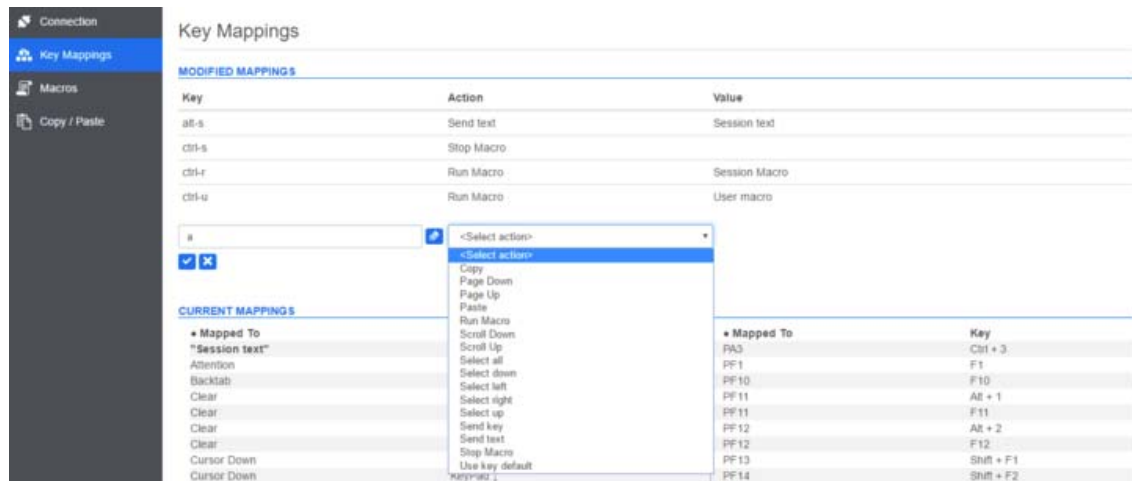 Connection
Key Mappings
Macros
Copy / Paste
Key Mappings
MODIFIED MAPPINGS
Key Action Value
alt-s Send text Session text
ctrl-s Stop Macro
ctrl-r Run Macro Session Macro
ctrl-u Run Macro User macro
a <Select action>
<Select action>
Copy
Page Down
Page Up
Paste
Run Macro
Scroll Down
Scroll Up
Select all
Select down
Select left
Select right
Select up
Send key
Send text
Stop Macro
Use key default
CURRENT MAPPINGS
• Mapped To • Mapped To Key
"Session text" PA3 Ctrl + 3
Attention PF1 F1
Backtab PF10 F10
Clear PF11 Alt + 1
Clear PF11 F11
Clear PF12 Alt + 2
Clear PF12 F12
Cursor Down PF13 Shift + F1
Cursor Down PF14 Shift + F2